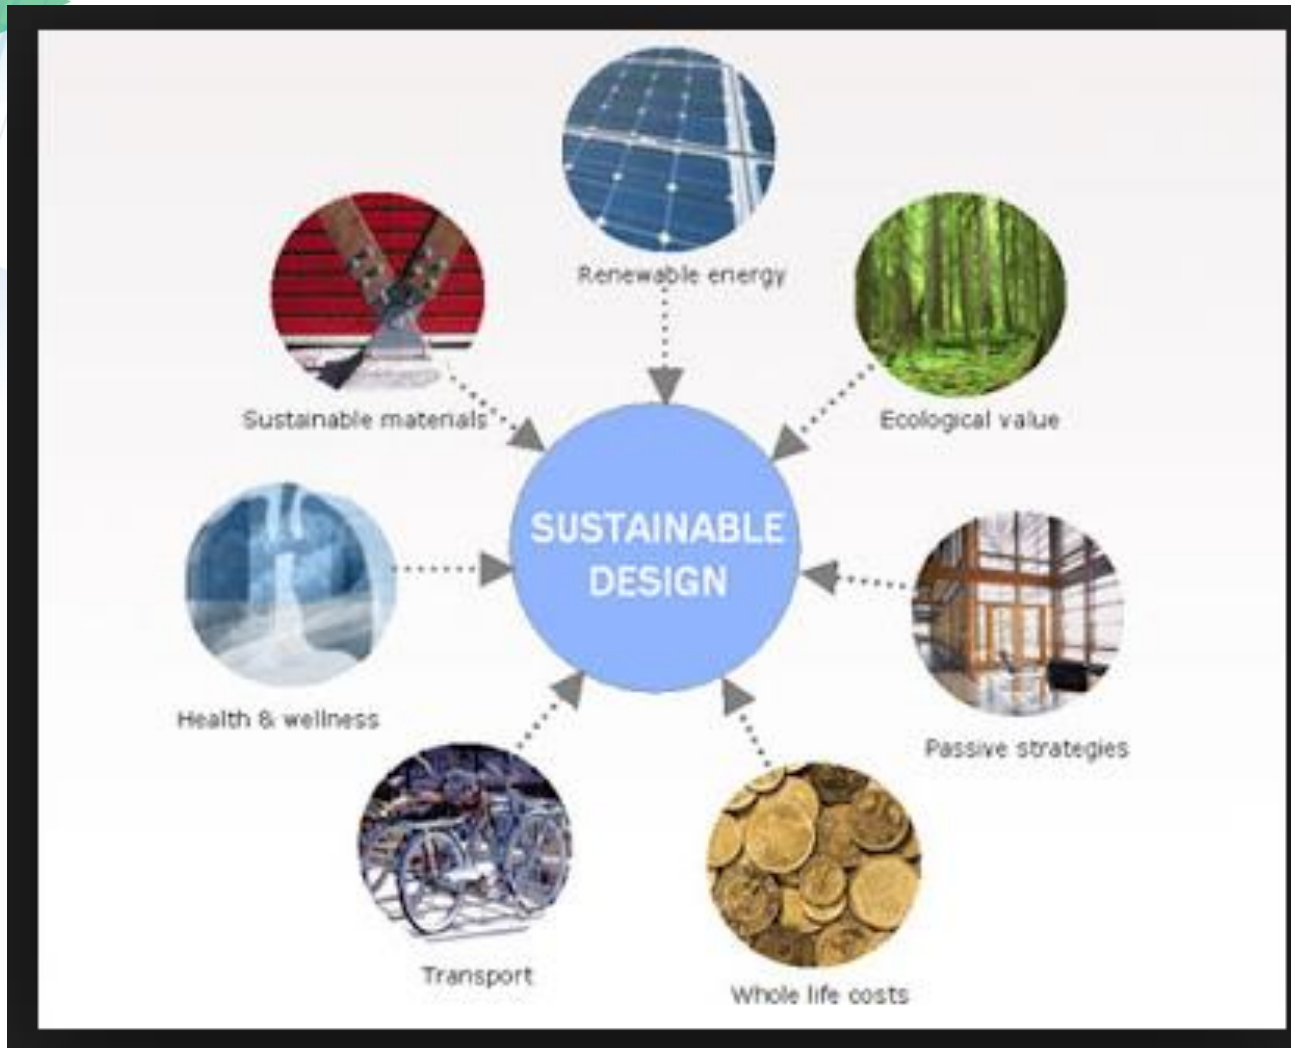 Renewable energy
Sustainable materials
Ecological value
SUSTAINABLE
DESIGN
Health & wellness
Passive strategies
Transport
Whole life costs